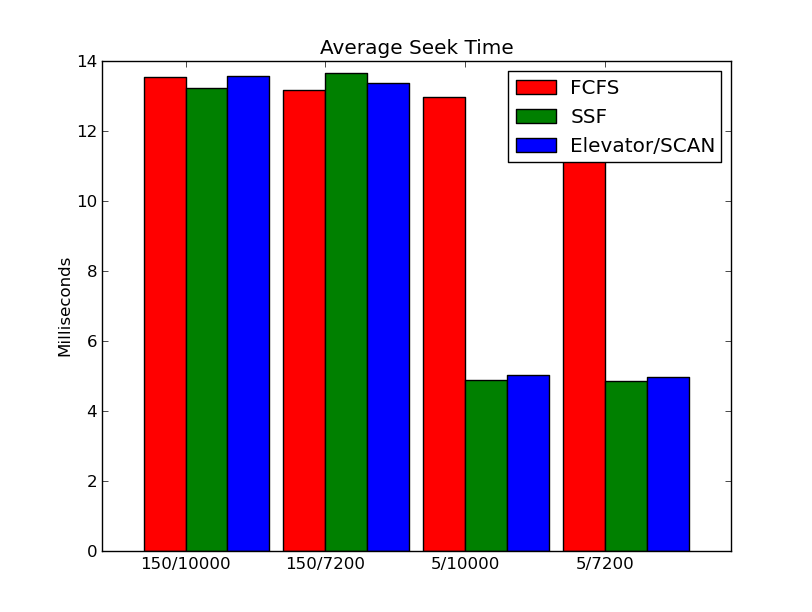 Average Seek Time
FCFS
SSF
Elevator/SCAN
Milliseconds
14
12
10
8
6
4
2
0
150/10000
150/7200
5/10000
5/7200